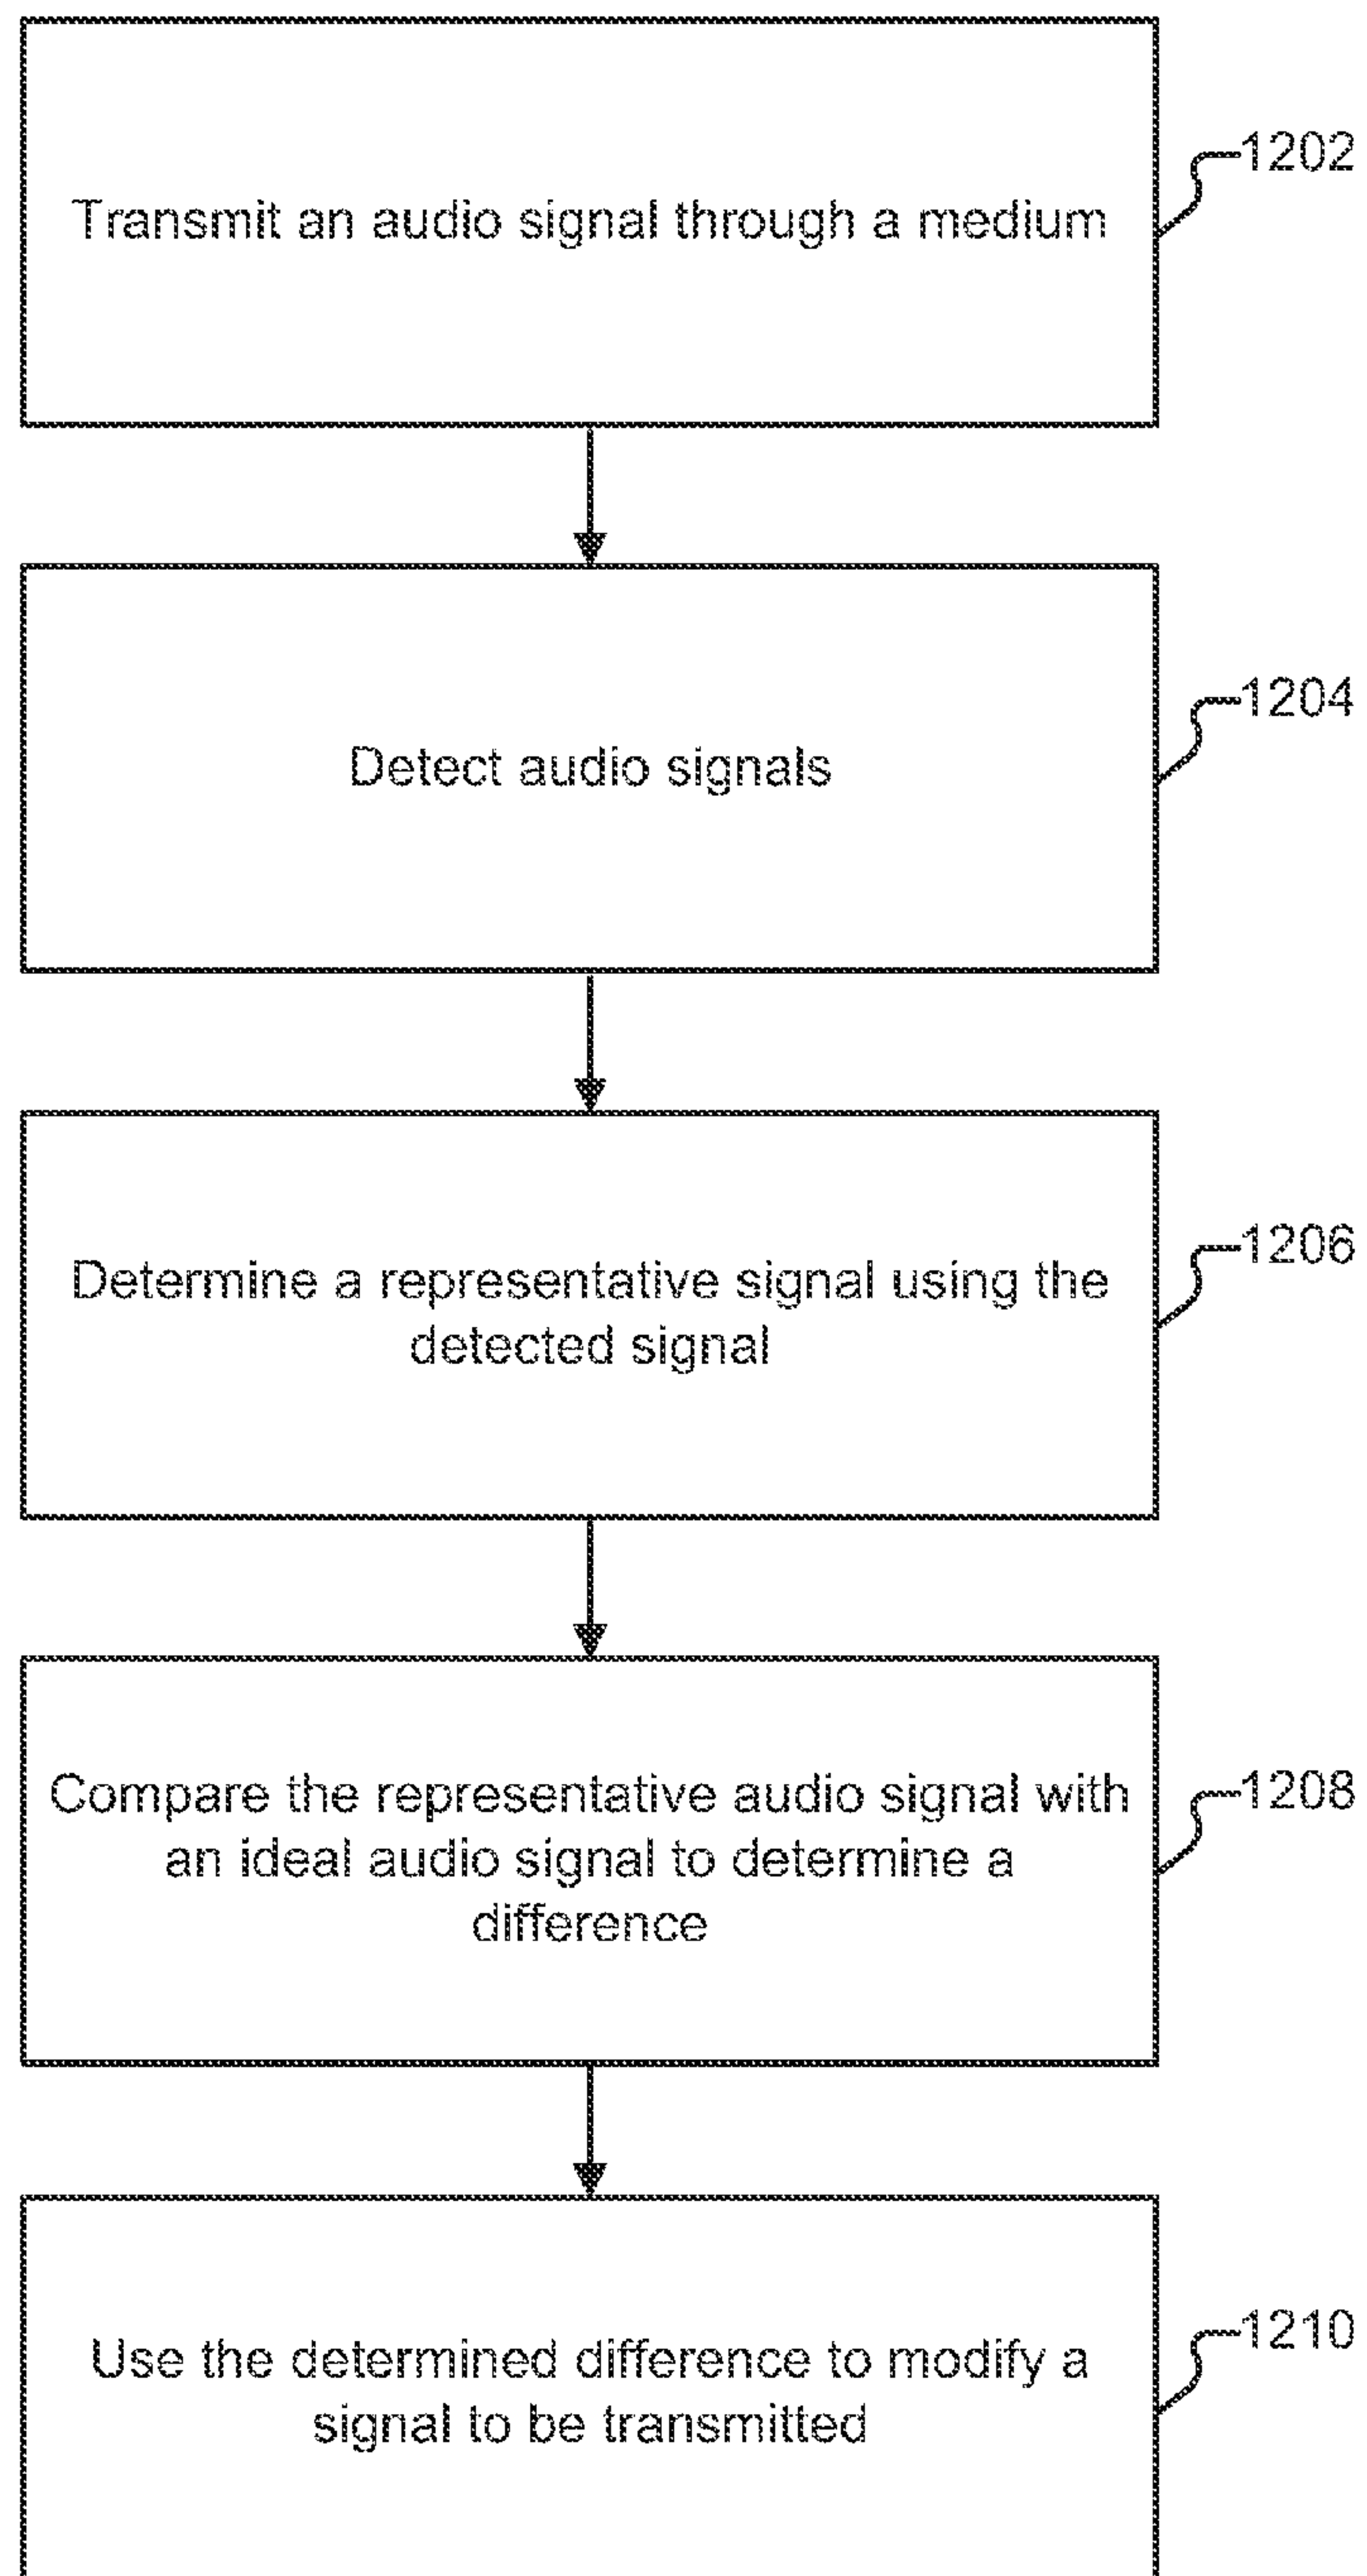 Transmit an audio signal through a medium
1202
Detect audio signals
1204
Determine a representative signal using the
detected signal
1206
Compare the representative audio signal with
an ideal audio signal to determine a
difference
1208
Use the determined difference to modify a
signal to be transmitted
1210